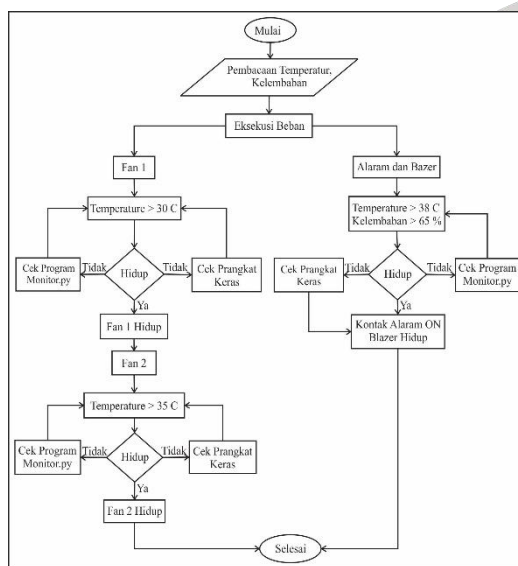 Mulai
Pembacaan Temperatur,
Kelembaban
Eksekusi Beban
Fan 1
Temperature > 30 C
Cek Program
Monitor.py
Tidak
Hidup
Tidak
Cek Prangkat
Keras
Ya
Fan 1 Hidup
Fan 2
Temperature > 35 C
Cek Program
Monitor.py
Tidak
Hidup
Tidak
Cek Prangkat
Keras
Ya
Fan 2 Hidup
Alaram dan Bazer
Temperature > 38 C
Kelembaban > 65 %
Cek Prangkat
Keras
Tidak
Hidup
Tidak
Cek Program
Monitor.py
Ya
Kontak Alaram ON
Blazer Hidup
Selesai